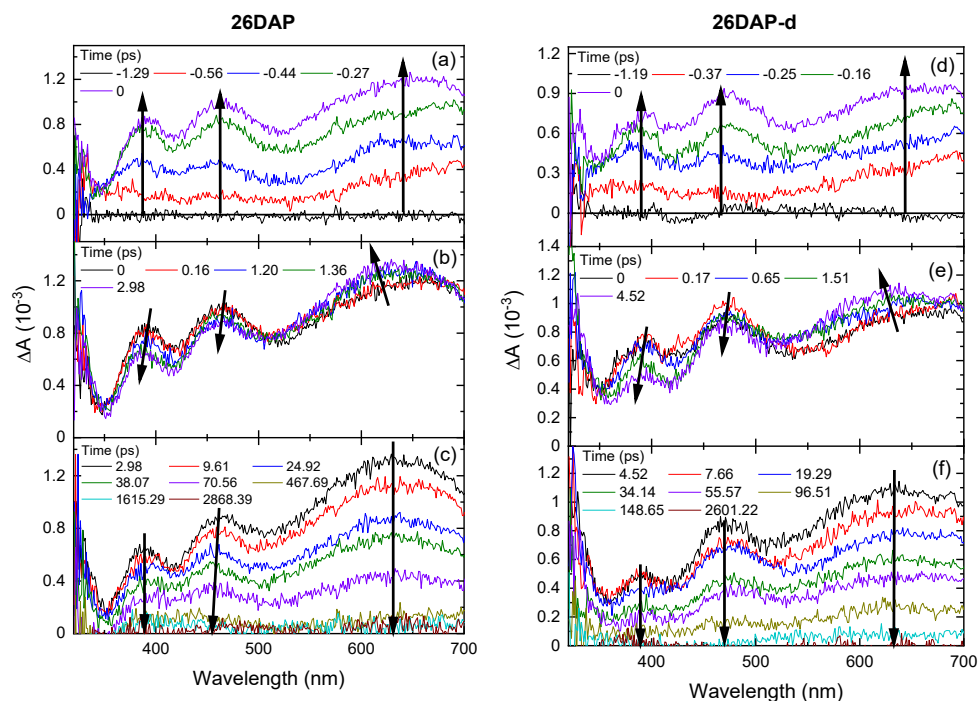 26DAP
26DAP-d
(a)
Time (ps)
-1.29 -0.56 -0.44 -0.27
0
1.2
0.8
0.4
0
(b)
Time (ps)
0 0.16 1.20 1.36
2.98
1.2
0.8
0.4
0
ΔA (10-3)
(c)
Time (ps)
2.98 9.61 24.92
38.07 70.56 467.69
1615.29 2868.39
1.2
0.8
0.4
0
400 500 600 700
Wavelength (nm)
(d)
Time (ps)
-1.19 -0.37 -0.25 -0.16
0
1.2
0.9
0.6
0.3
0
(e)
Time (ps)
0 0.17 0.65 1.51
4.52
1.4
1.2
1
0.8
0.6
0.4
0.2
0
ΔA (10-3)
(f)
Time (ps)
4.52 7.66 19.29
34.14 55.57 96.51
148.65 2601.22
1.2
1
0.8
0.6
0.4
0.2
0
400 500 600 700
Wavelength (nm)